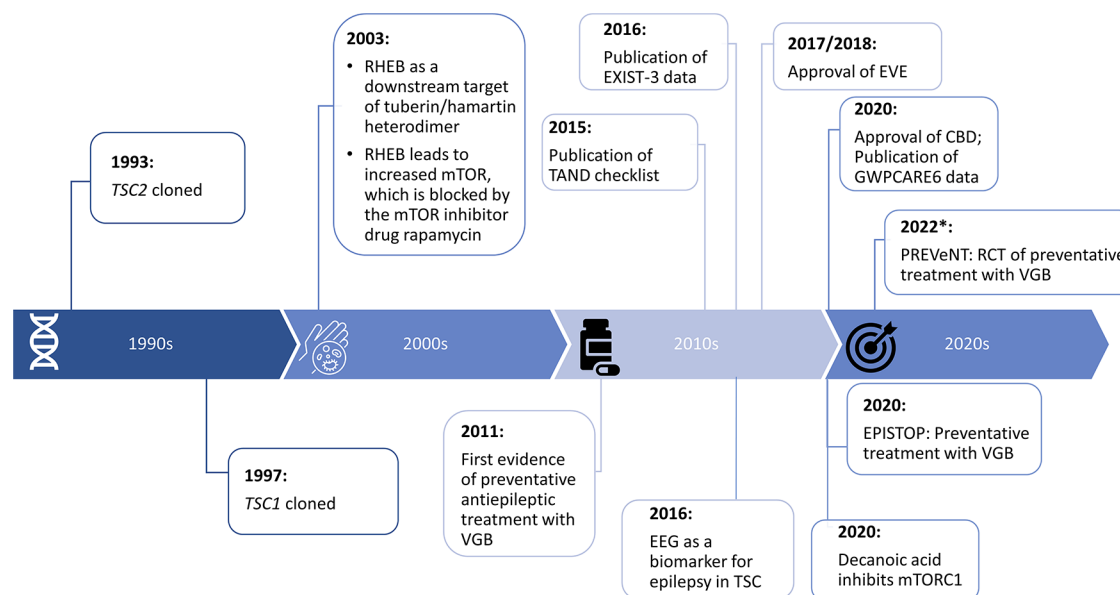 2003:
• RHEB as a
downstream target
of tuberin/hamartin
heterodimer
• RHEB leads to
increased mTOR,
which is blocked by
the mTOR inhibitor
drug rapamycin
2016:
Publication of
EXIST-3 data
2017/2018:
Approval of EVE
2015:
Publication of
TAND checklist
2020:
Approval of CBD;
Publication of
GWPCARE6 data
1993:
TSC2 cloned
2022*:
PREVeNT: RCT of preventative
treatment with VGB
1990s
2000s
2010s
2020s
1997:
TSC1 cloned
2011:
First evidence
of preventative
antiepileptic
treatment with
VGB
2016:
EEG as a
biomarker for
epilepsy in TSC
2020:
EPISTOP: Preventative
treatment with VGB
2020:
Decanoic acid
inhibits mTORC1